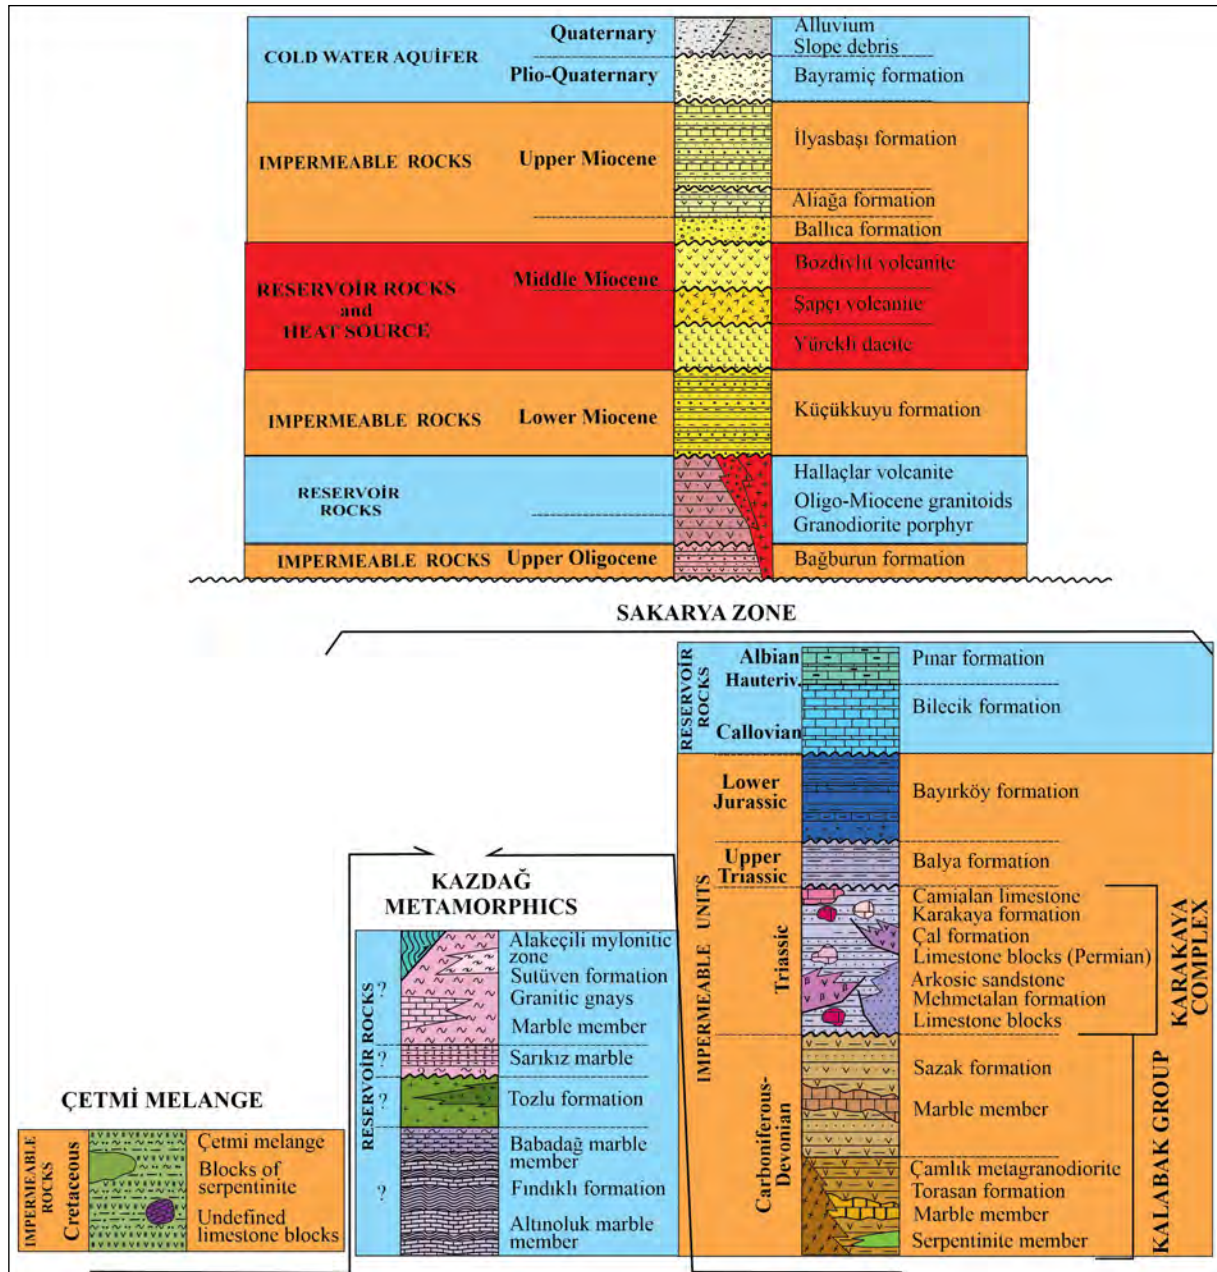 COLD WATER AQUİFER
Quaternary
Alluvium
Slope debris
Plio-Quaternary
Bayramiç formation
IMPERMEABLE ROCKS
Upper Miocene
İlyasbaşı formation
Aliağa formation
Ballıca formation
RESERVOİR ROCKS
and
HEAT SOURCE
Middle Miocene
Bozdivlit volcanite
Şapçı volcanite
Yürekli dacite
IMPERMEABLE ROCKS
Lower Miocene
Küçükkuyu formation
RESERVOİR
ROCKS
Hallaçlar volcanite
Oligo-Miocene granitoids
Granodiorite porphyr
IMPERMEABLE ROCKS
Upper Oligocene
Bağburun formation
SAKARYA ZONE
RESERVOİR
ROCKS
Albian
Hauteriv.
Pınar formation
Callovian
Bilecik formation
IMPERMEABLE UNITS
Lower
Jurassic
Bayırköy formation
Upper
Triassic
Balya formation
Triassic
Camialan limestone
Karakaya formation
Çal formation
Limestone blocks (Permian)
Arkosic sandstone
Mehmetalan formation
Limestone blocks
KARAKAYA
COMPLEX
Carboniferous-
Devonian
Sazak formation
Marble member
Çamlık metagranodiorite
Torasan formation
Marble member
Serpentinite member
KALABAK GROUP
KAZDAĞ
METAMORPHICS
RESERVOİR ROCKS
?
Alakeçili mylonitic
zone
Sutüven formation
Granitic gnays
Marble member
?
Sarıkız marble
?
Tozlu formation
?
Babadağ marble
member
Fındıklı formation
Altınoluk marble
member
ÇETMİ MELANGE
IMPERMEABLE
ROCKS
Cretaceous
Çetmi melange
Blocks of
serpentinite
Undefined
limestone blocks